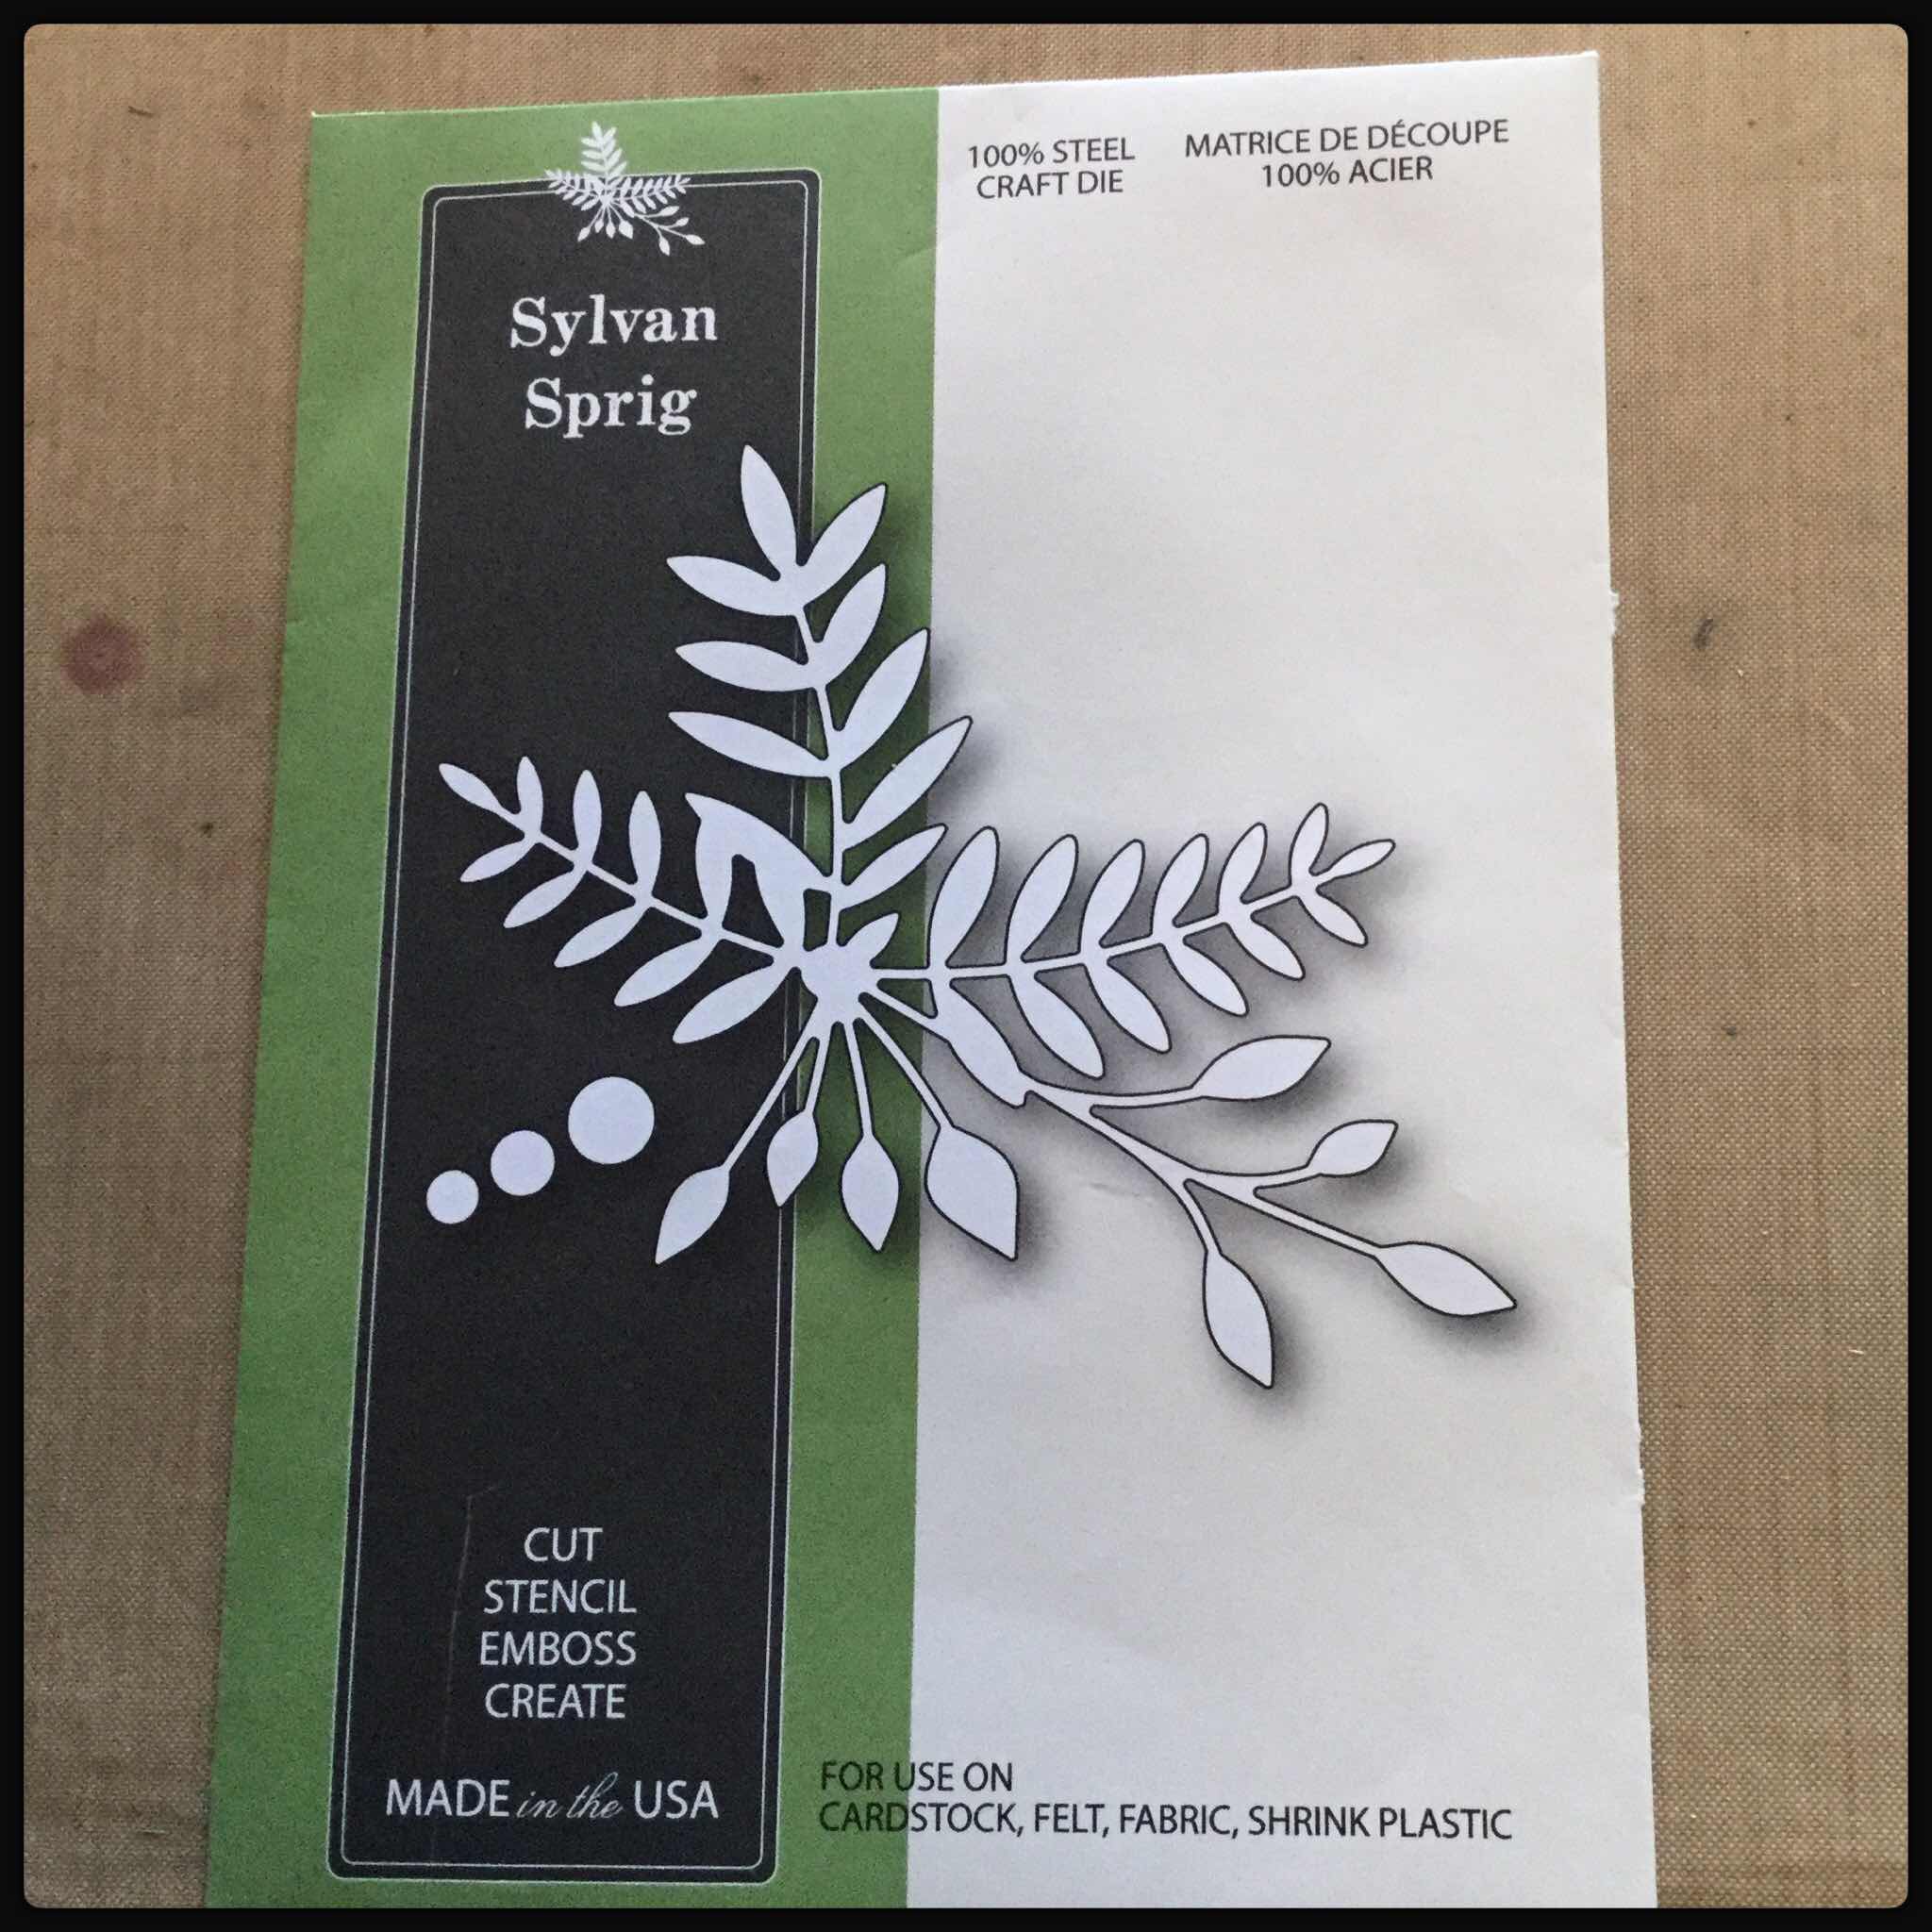 100% STEEL
CRAFT DIE
MATRICE DE DÉCOUPE
100% ACIER
Sylvan
Sprig
CUT
STENCIL
EMBOSS
CREATE
MADE in the USA
FOR USE ON
CARDSTOCK, FELT, FABRIC, SHRINK PLASTIC